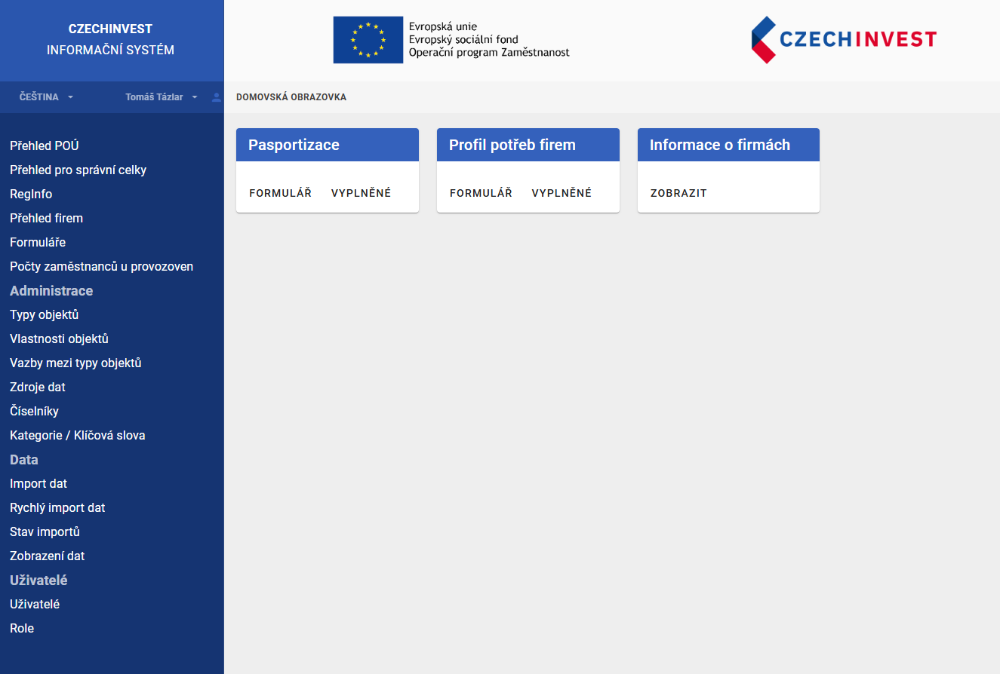 CZECHINVEST
INFORMAČNÍ SYSTÉM
Evropská unie
Evropský sociální fond
Operační program Zaměstnanost
CZECHINVEST
ČEŠTINA
Tomáš Tázlar
DOMOVSKÁ OBRAZOVKA
Přehled POÚ
Přehled pro správní celky
RegInfo
Přehled firem
Formuláře
Počty zaměstnanců u provozoven
Administrace
Typy objektů
Vlastnosti objektů
Vazby mezi typy objektů
Zdroje dat
Číselníky
Kategorie / Klíčová slova
Data
Import dat
Rychlý import dat
Stav importů
Zobrazení dat
Uživatelé
Uživatelé
Role
Pasportizace
FORMULÁŘ VYPLNĚNÉ
Profil potřeb firem
FORMULÁŘ VYPLNĚNÉ
Informace o firmách
ZOBRAZIT